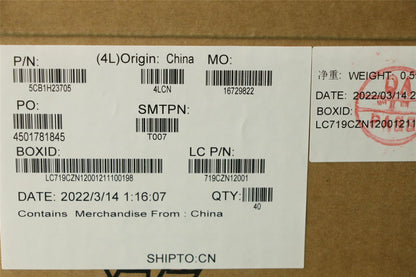 P/N: (4L)Origin: China MO:
5CB1H23705 4LCN 16729822
PO: SMTPN:
4501781845 T007
BOXID: LC P/N:
LC719CZN12001211100198 719CZN12001
DATE: 2022/3/14 1:16:07 QTY:
40
Contains Merchandise From : China
SHIPTO:CN
净重: WEIGHT: 0.5
DATE: 2022/03/14 2
BOXID:
LC719CZN120012111